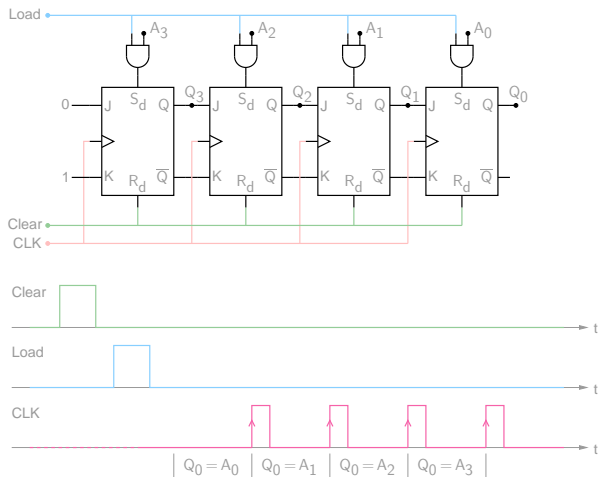 Load
A3 A2 A1 A0
Sd Sd Sd Sd
0 J Q Q3 J Q Q2 J Q Q1 J Q Q0
1 K Rd Q̅ K Rd Q̅ K Rd Q̅ K Rd Q̅
Clear
CLK
Clear
t
Load
t
CLK
t
Q0 = A0 Q0 = A1 Q0 = A2 Q0 = A3